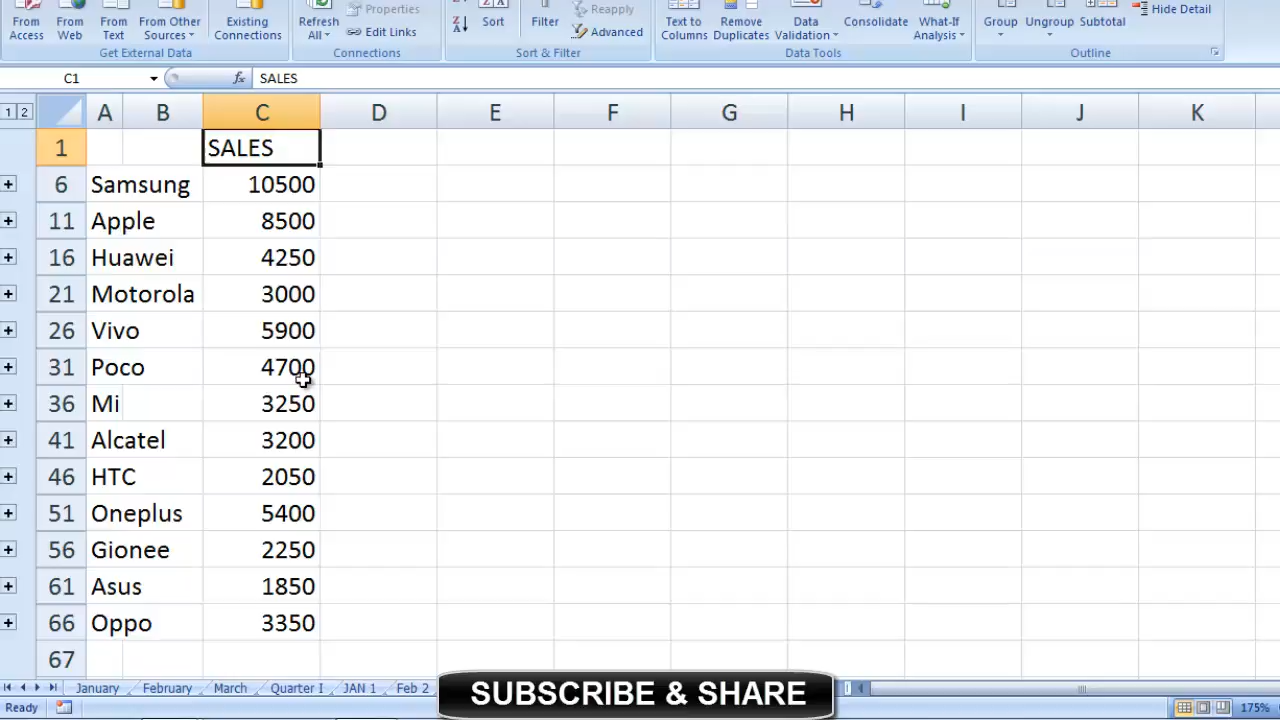 From Access
From Web
From Text
From Other Sources
Existing Connections
Get External Data
Refresh All
Properties
Edit Links
Connections
Sort
Filter
Reapply
Advanced
Sort & Filter
Text to Columns
Remove Duplicates
Data Validation
Consolidate
What-If Analysis
Data Tools
Group
Ungroup
Subtotal
Hide Detail
Outline
C1 fx SALES
1 2 A B C D E F G H I J K
1 SALES
6 Samsung 10500
11 Apple 8500
16 Huawei 4250
21 Motorola 3000
26 Vivo 5900
31 Poco 4700
36 Mi 3250
41 Alcatel 3200
46 HTC 2050
51 Oneplus 5400
56 Gionee 2250
61 Asus 1850
66 Oppo 3350
67
January February March Quarter I JAN 1 Feb 2
SUBSCRIBE & SHARE
Ready 175%